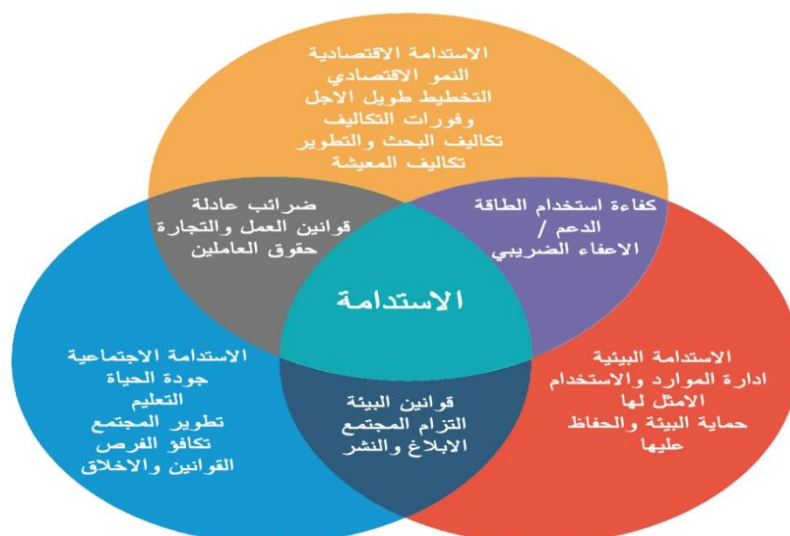 الاستدامة الاقتصادية
النمو الاقتصادي
التخطيط طويل الاجل
وفورات التكاليف
تكاليف البحث والتطوير
تكاليف المعيشة
كفاءة استخدام الطاقة
الدعم /
الاعفاء الضريبي
ضرائب عادلة
قوانين العمل والتجارة
حقوق العاملين
الاستدامة
الاستدامة البيئية
ادارة الموارد والاستخدام
الامثل لها
حماية البيئة والحفاظ
عليها
قوانين البيئة
التزام المجتمع
الابلاغ والنشر
الاستدامة الاجتماعية
جودة الحياة
التعليم
تطوير المجتمع
تكافؤ الفرص
القوانين والاخلاق